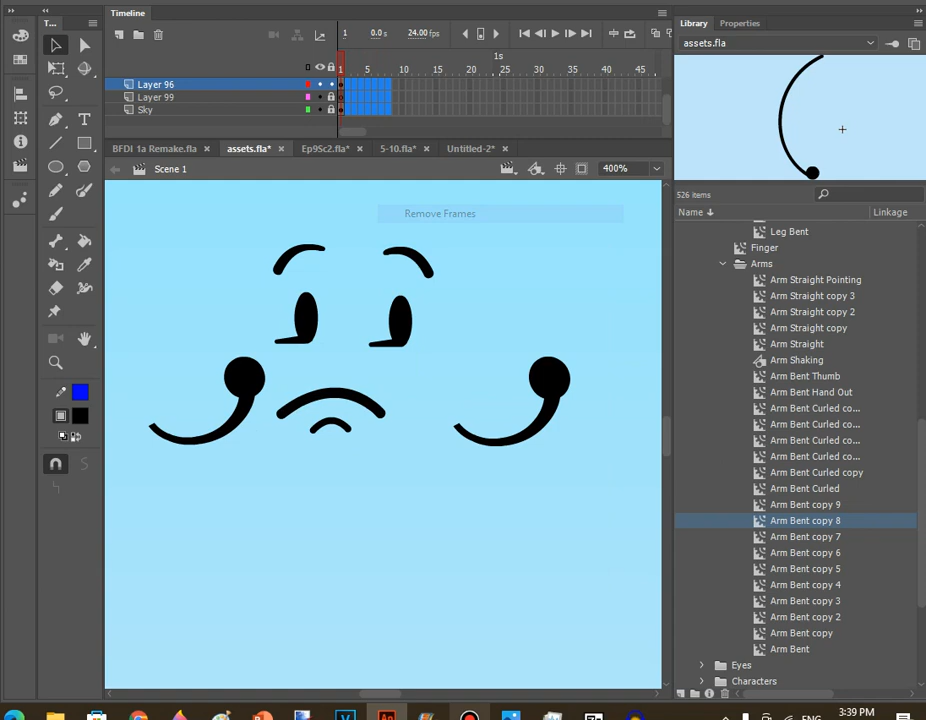 Timeline
T...
1 0.0 s 24.00 fps
1s
1 5 10 15 20 25 30 35 40 45
Layer 96
Layer 99
Sky
BFDI 1a Remake.fla × assets.fla* × Ep9Sc2.fla* × 5-10.fla* × Untitled-2* ×
Scene 1
400%
Remove Frames
Library Properties
assets.fla
526 items
Name Linkage
Leg Bent
Finger
Arms
Arm Straight Pointing
Arm Straight copy 3
Arm Straight copy 2
Arm Straight copy
Arm Straight
Arm Shaking
Arm Bent Thumb
Arm Bent Hand Out
Arm Bent Curled co...
Arm Bent Curled co...
Arm Bent Curled co...
Arm Bent Curled co...
Arm Bent Curled copy
Arm Bent Curled
Arm Bent copy 9
Arm Bent copy 8
Arm Bent copy 7
Arm Bent copy 6
Arm Bent copy 5
Arm Bent copy 4
Arm Bent copy 3
Arm Bent copy 2
Arm Bent copy
Arm Bent
Eyes
Characters
ENG
3:39 PM